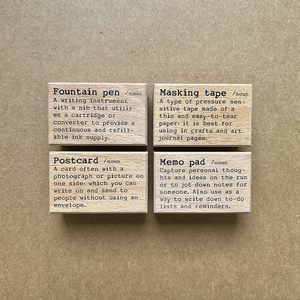 Fountain pen /noun
A writing instrument
with a nib that utiliz-
es a cartridge or
converter to provide a
continuous and refill-
able ink supply.
Masking tape /noun
A type of pressure sen-
sitive tape made of a
thin and easy-to-tear
paper. it is best for
using in crafts and art
journal pages.
Postcard /noun
A card often with a
photograph or picture on
one side. which you can
write on and send to
people without using an
envelope.
Memo pad /noun
Capture personal thoug-
hts and ideas on the run
or to jot down notes for
someone. Also use as a
way to write down to-do
lists and reminders.